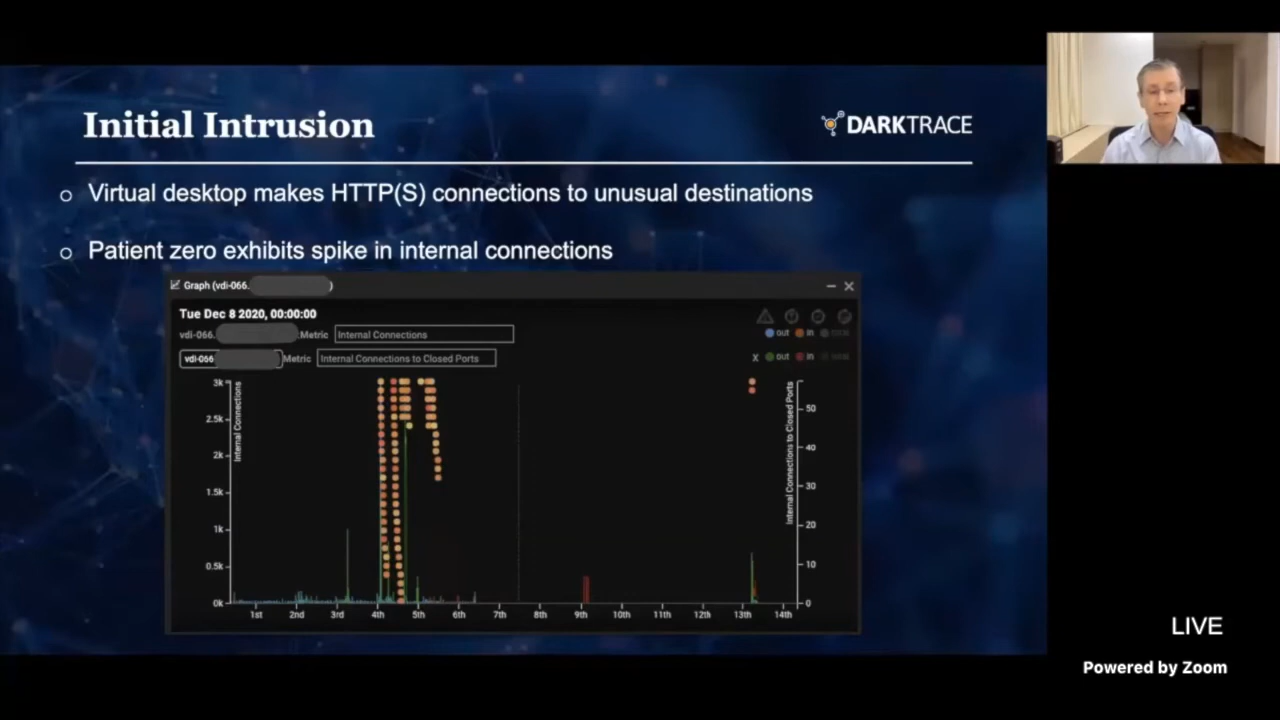 Initial Intrusion
DARKTRACE
Virtual desktop makes HTTP(S) connections to unusual destinations
Patient zero exhibits spike in internal connections
Graph (vdi-066. )
Tue Dec 8 2020, 00:00:00
vdi-066. :Metric Internal Connections
out in
vdi-066 Metric Internal Connections to Closed Ports
X out in
Internal Connections
3k
2.5k
2k
1.5k
1k
0.5k
0k
Internal Connections to Closed Ports
50
40
30
20
10
0
1st 2nd 3rd 4th 5th 6th 7th 8th 9th 10th 11th 12th 13th 14th
LIVE
Powered by Zoom